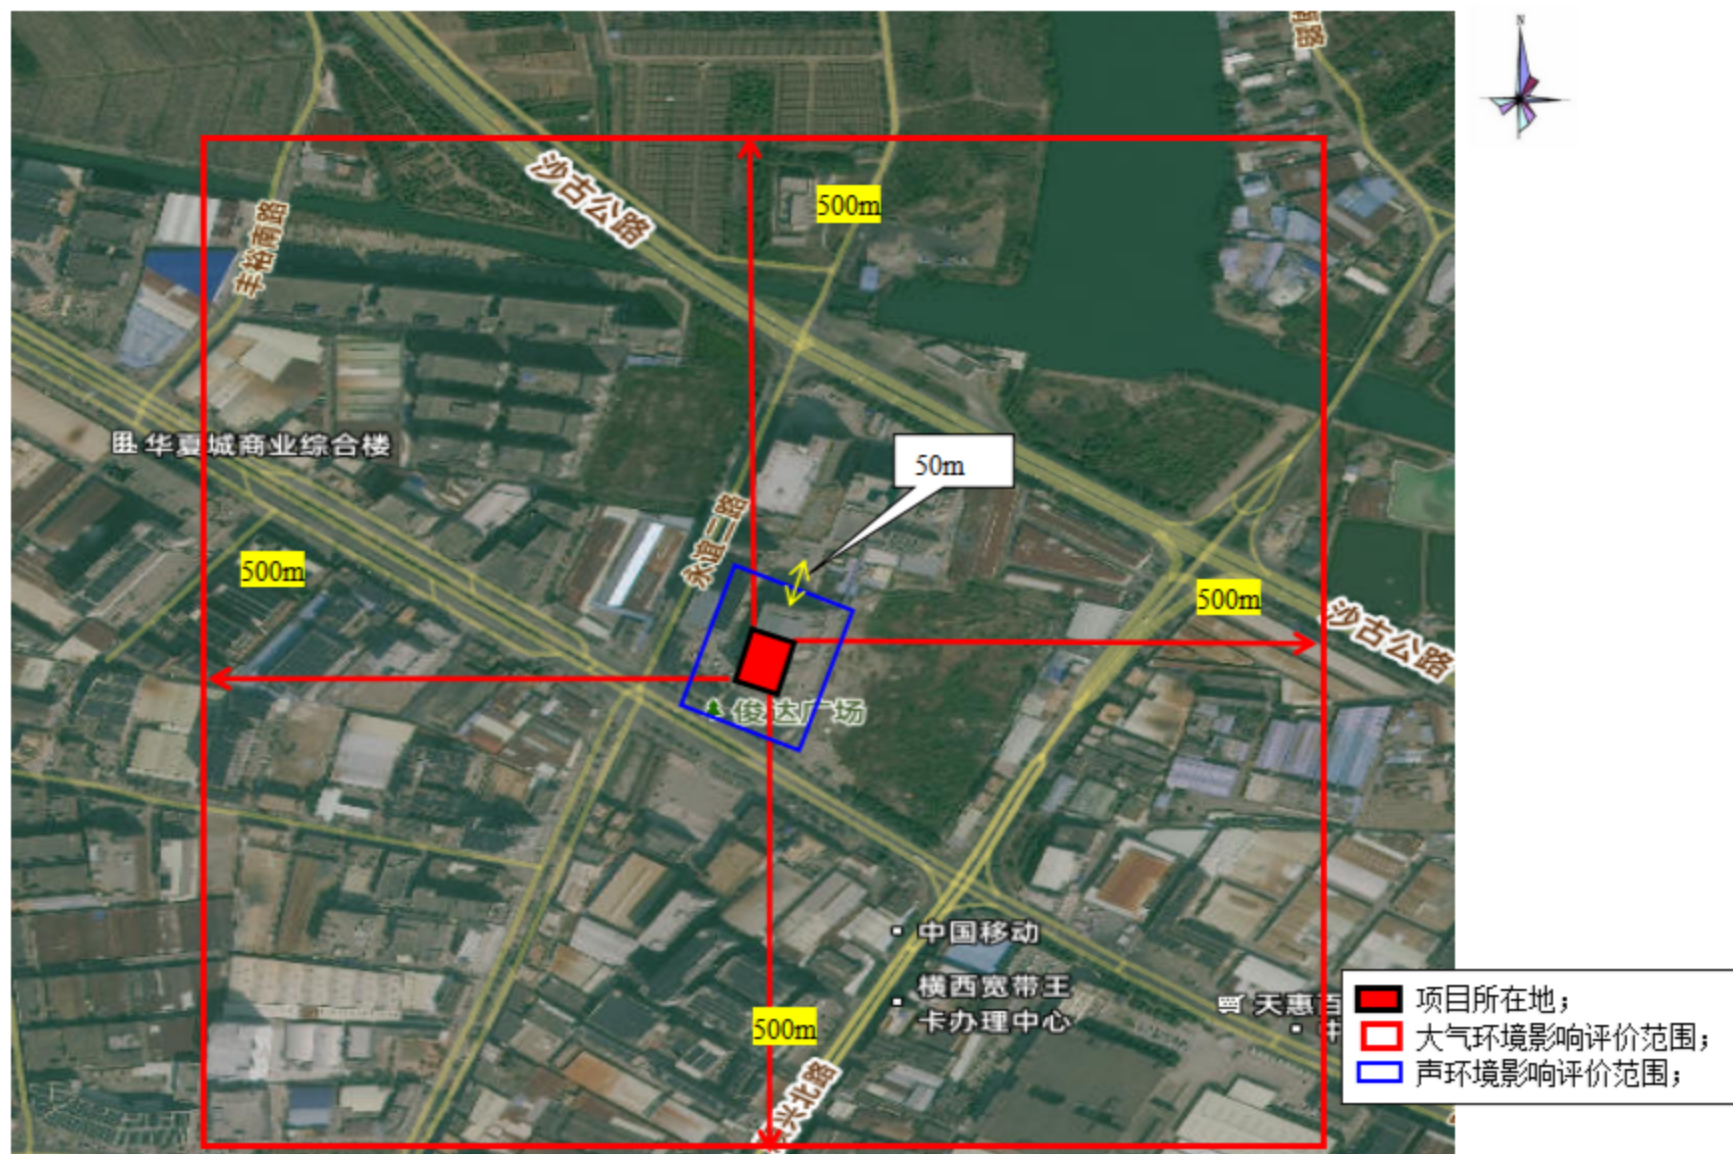 N
沙古公路
500m
丰裕南路
华夏城商业综合楼
50m
永谊二路
500m
500m
沙古公路
俊达广场
中国移动
横西宽带王
卡办理中心
天惠百
500m
兴北路
项目所在地；
大气环境影响评价范围；
声环境影响评价范围；